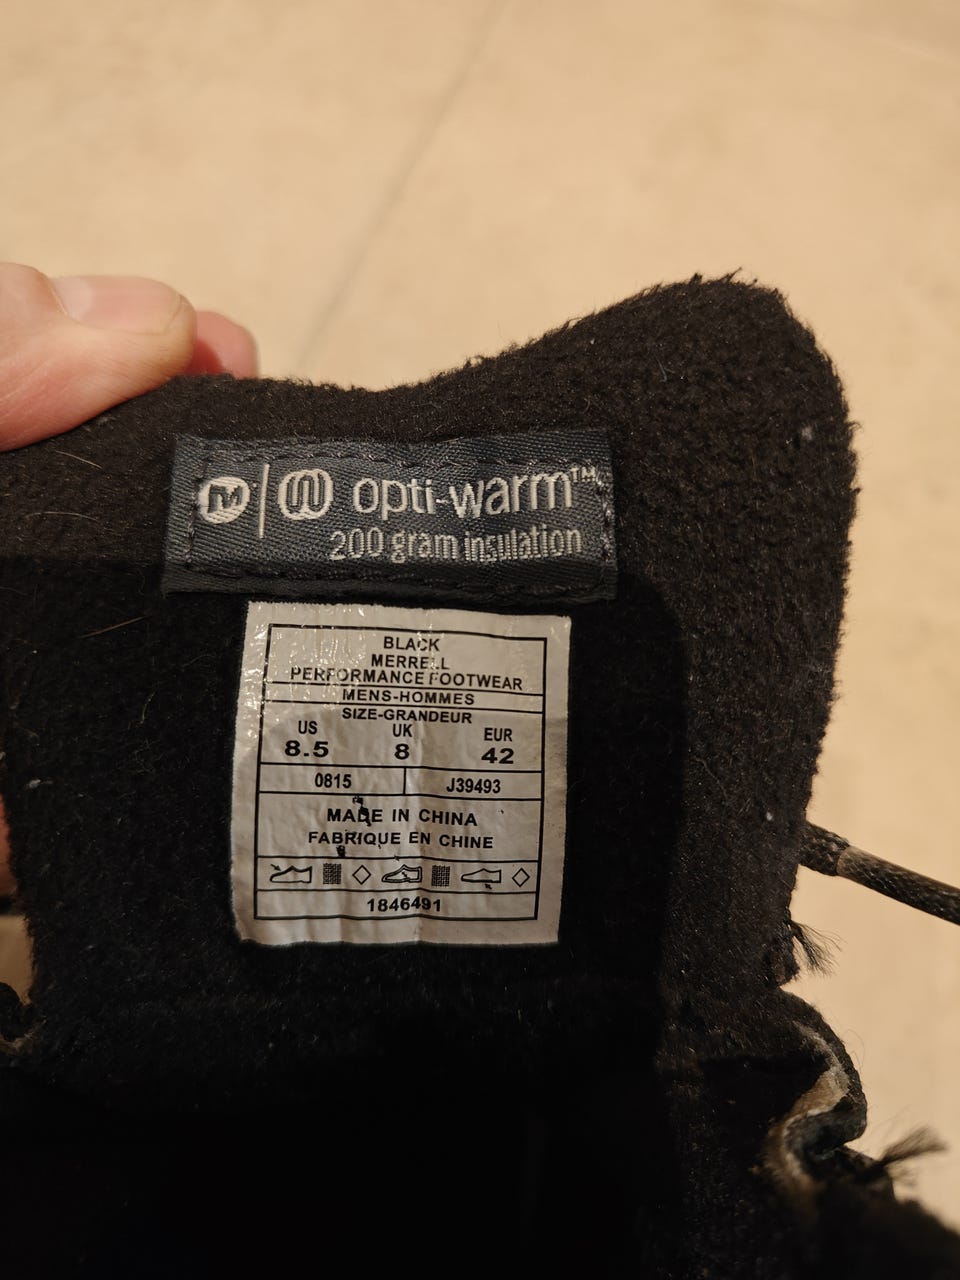 M opti-warm™
200 gram insulation
BLACK
MERRELL
PERFORMANCE FOOTWEAR
MENS-HOMMES
SIZE-GRANDEUR
US UK EUR
8.5 8 42
0815 J39493
MADE IN CHINA
FABRIQUE EN CHINE
1846491